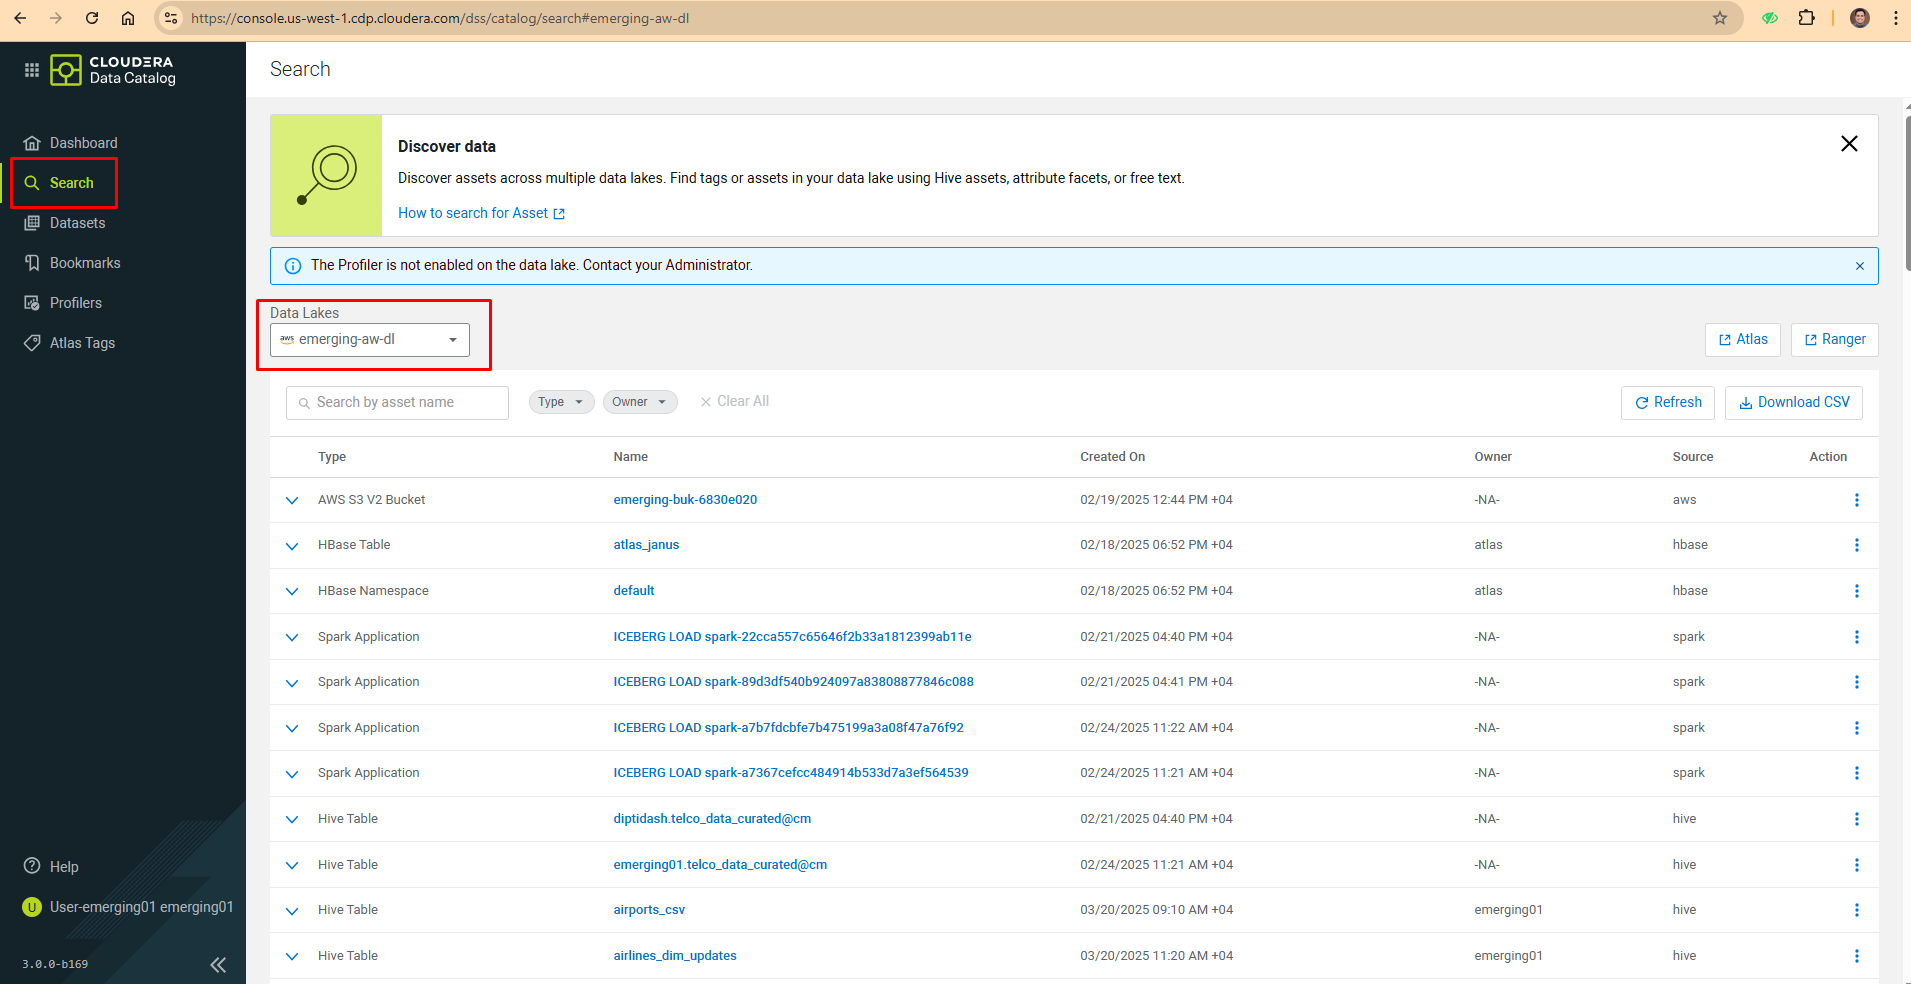 https://console.us-west-1.cdp.cloudera.com/dss/catalog/search#emerging-aw-dl
CLOUDERA
Data Catalog
Search
Dashboard
Search
Datasets
Bookmarks
Profilers
Atlas Tags
Discover data
Discover assets across multiple data lakes. Find tags or assets in your data lake using Hive assets, attribute facets, or free text.
How to search for Asset
The Profiler is not enabled on the data lake. Contact your Administrator.
Data Lakes
aws emerging-aw-dl
Atlas
Ranger
Search by asset name
Type
Owner
Clear All
Refresh
Download CSV
Type Name Created On Owner Source Action
AWS S3 V2 Bucket emerging-buk-6830e020 02/19/2025 12:44 PM +04 -NA- aws
HBase Table atlas_janus 02/18/2025 06:52 PM +04 atlas hbase
HBase Namespace default 02/18/2025 06:52 PM +04 atlas hbase
Spark Application ICEBERG LOAD spark-22cca557c65646f2b33a1812399ab11e 02/21/2025 04:40 PM +04 -NA- spark
Spark Application ICEBERG LOAD spark-89d3df540b924097a83808877846c088 02/21/2025 04:41 PM +04 -NA- spark
Spark Application ICEBERG LOAD spark-a7b7fdcbfe7b475199a3a08f47a76f92 02/24/2025 11:22 AM +04 -NA- spark
Spark Application ICEBERG LOAD spark-a7367cefcc484914b533d7a3ef564539 02/24/2025 11:21 AM +04 -NA- spark
Hive Table diptidash.telco_data_curated@cm 02/21/2025 04:40 PM +04 -NA- hive
Hive Table emerging01.telco_data_curated@cm 02/24/2025 11:21 AM +04 -NA- hive
Hive Table airports_csv 03/20/2025 09:10 AM +04 emerging01 hive
Hive Table airlines_dim_updates 03/20/2025 11:20 AM +04 emerging01 hive
Help
U User-emerging01 emerging01
3.0.0-b169